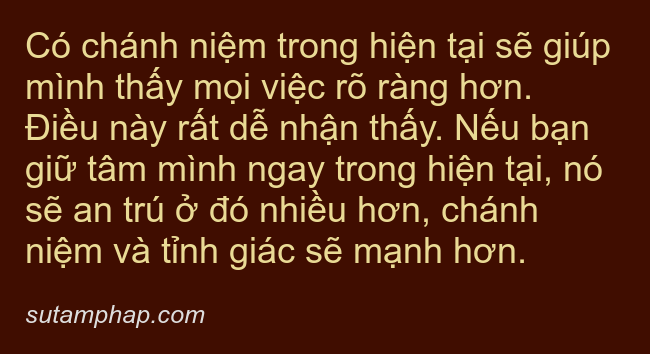 Có chánh niệm trong hiện tại sẽ giúp
mình thấy mọi việc rõ ràng hơn.
Điều này rất dễ nhận thấy. Nếu bạn
giữ tâm mình ngay trong hiện tại, nó
sẽ an trú ở đó nhiều hơn, chánh
niệm và tỉnh giác sẽ mạnh hơn.
sutamphap.com